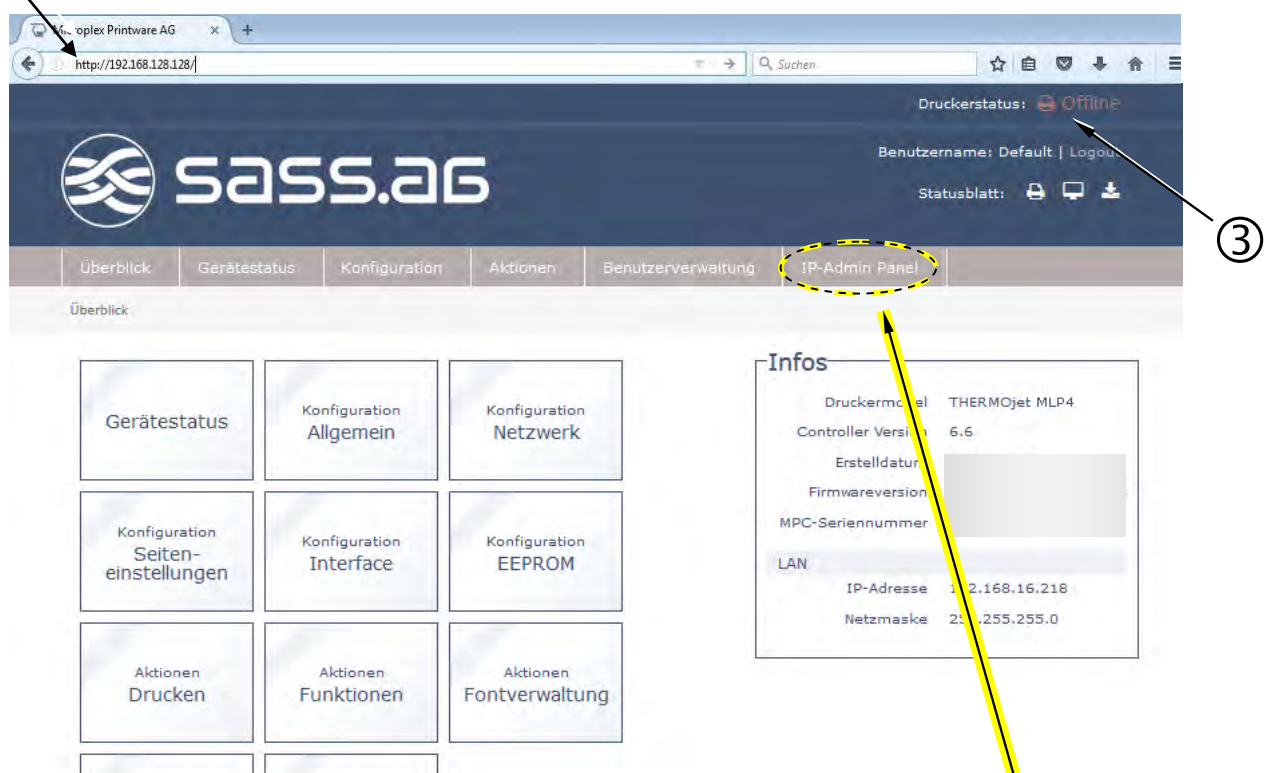 Microplex Printware AG × +
http://192.168.128.128/ Suchen
Druckerstatus: Offline
Benutzername: Default | Logout
sass.aG
Statusblatt:
③
Überblick Gerätestatus Konfiguration Aktionen Benutzerverwaltung IP-Admin Panel
Überblick
Gerätestatus
Konfiguration
Allgemein
Konfiguration
Netzwerk
Konfiguration
Seiten-
einstellungen
Konfiguration
Interface
Konfiguration
EEPROM
Aktionen
Drucken
Aktionen
Funktionen
Aktionen
Fontverwaltung
Infos
Druckermodel THERMOjet MLP4
Controller Version 6.6
Erstelldatum
Firmwareversion
MPC-Seriennummer
LAN
IP-Adresse 192.168.16.218
Netzmaske 255.255.255.0